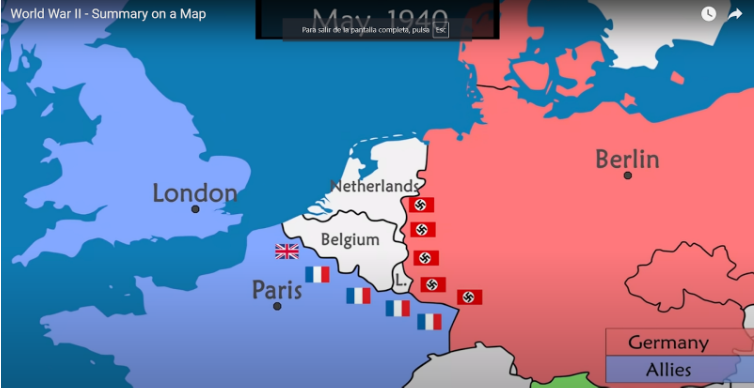 World War II - Summary on a Map
May 1940
Para salir de la pantalla completa, pulsa Esc
Berlin
Netherlands
London
Belgium
L.
Paris
Germany
Allies